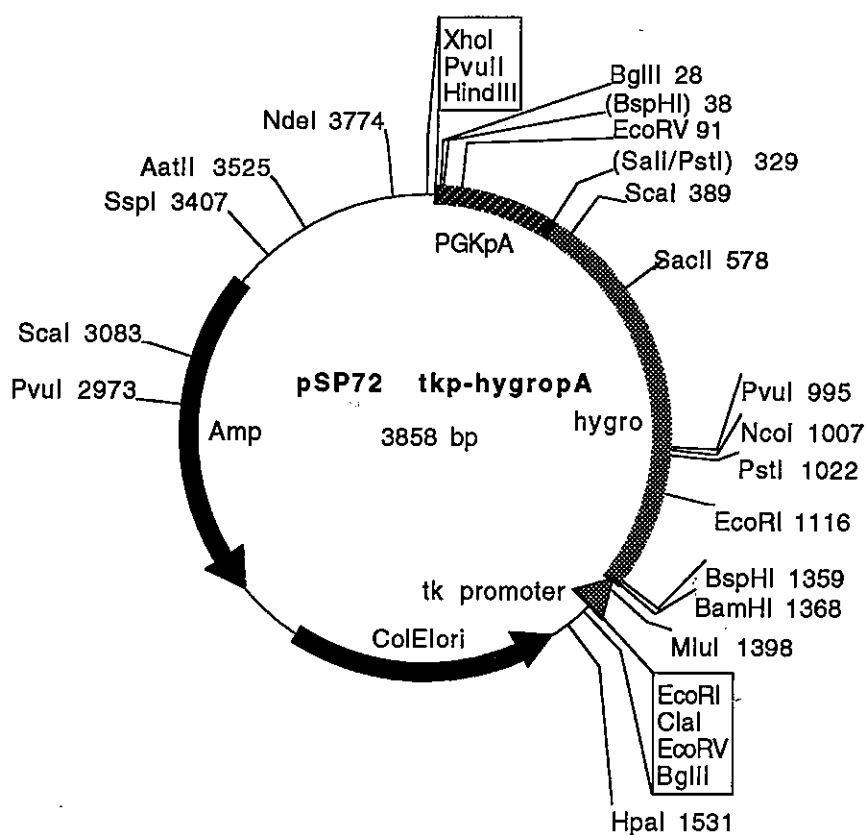 XhoI
PvuII
HindIII
BglII 28
(BspHI) 38
EcoRV 91
(SalI/PstI) 329
ScaI 389
SacII 578
PvuI 995
NcoI 1007
PstI 1022
EcoRI 1116
BspHI 1359
BamHI 1368
MluI 1398
EcoRI
ClaI
EcoRV
BglII
HpaI 1531
NdeI 3774
AatII 3525
SspI 3407
ScaI 3083
PvuI 2973
PGKpA
pSP72 tkp-hygropA
3858 bp
hygro
Amp
tk promoter
ColEIori